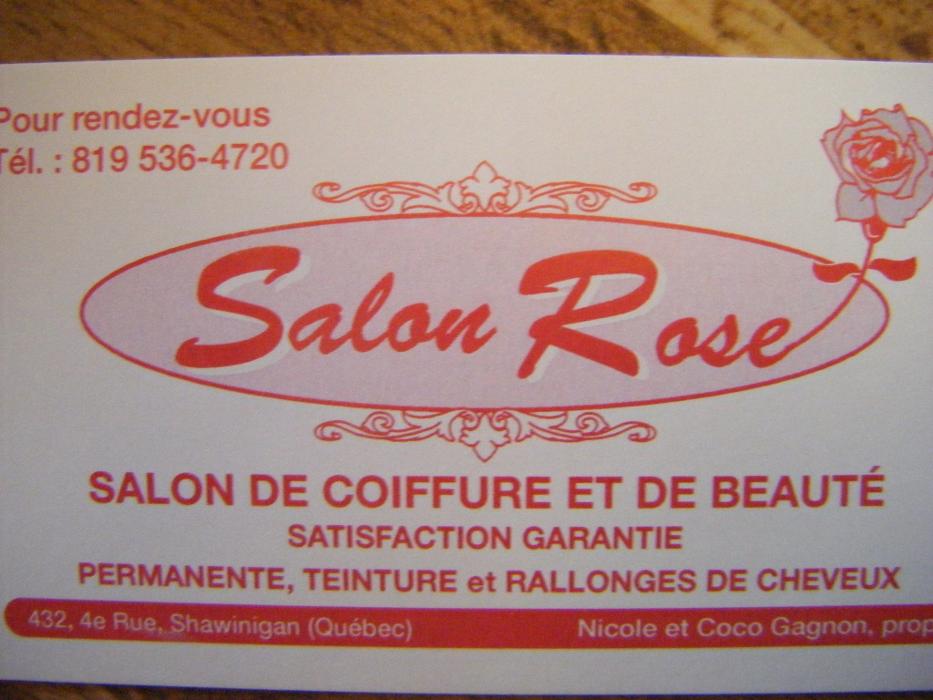 Pour rendez-vous
Tél. : 819 536-4720
Salon Rose
SALON DE COIFFURE ET DE BEAUTÉ
SATISFACTION GARANTIE
PERMANENTE, TEINTURE et RALLONGES DE CHEVEUX
432, 4e Rue, Shawinigan (Québec)
Nicole et Coco Gagnon, prop